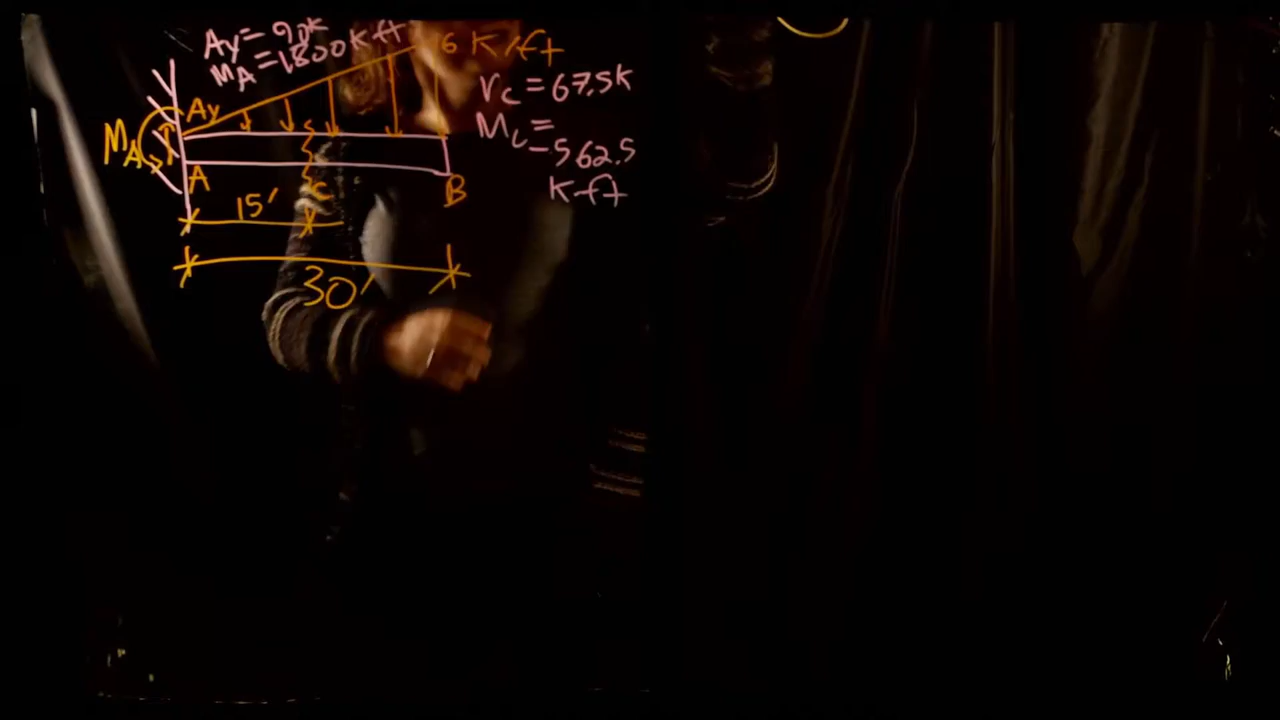 Ay = 90k
MA = 1800 k ft
6 K/ft
Vc = 67.5k
Mc =
-562.5
K-ft
Ay
MA
A
C
B
15'
30'